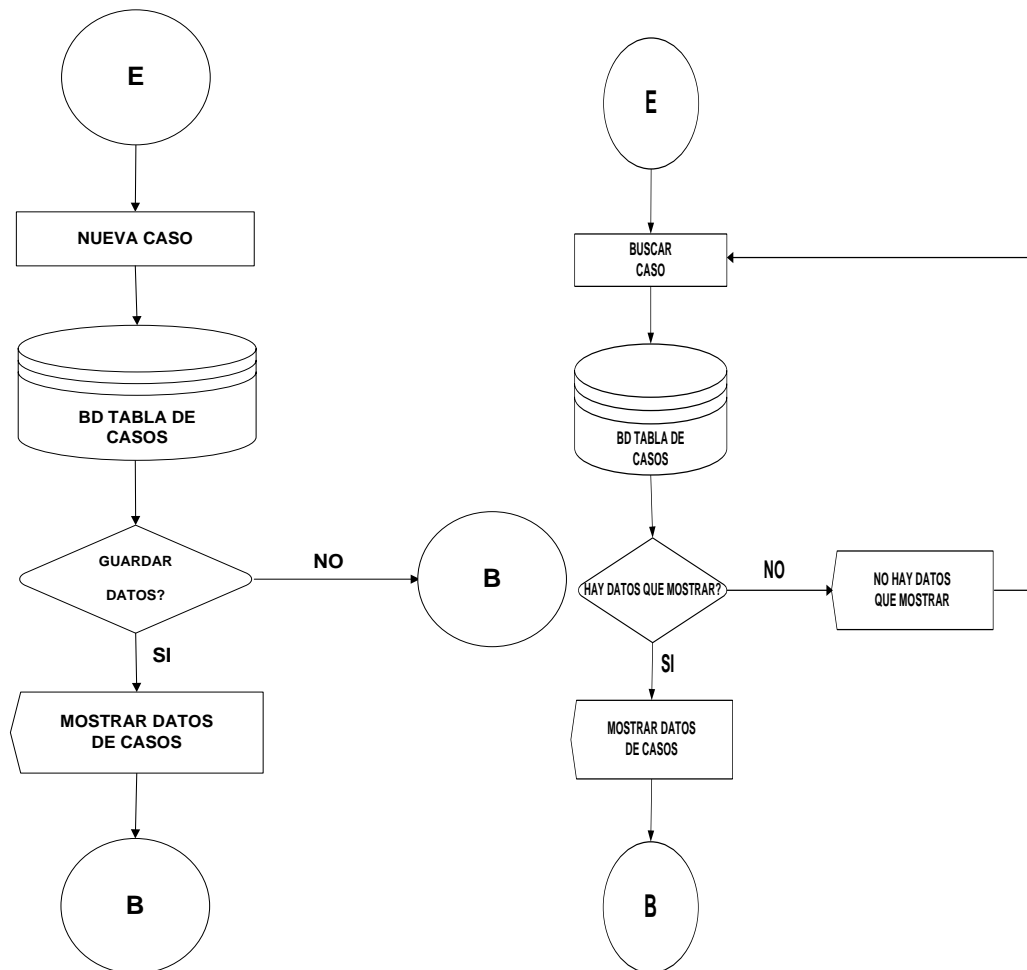 E
NUEVA CASO
BD TABLA DE
CASOS
GUARDAR
DATOS?
NO
B
SI
MOSTRAR DATOS
DE CASOS
B
E
BUSCAR
CASO
BD TABLA DE
CASOS
HAY DATOS QUE MOSTRAR?
NO
NO HAY DATOS
QUE MOSTRAR
SI
MOSTRAR DATOS
DE CASOS
B